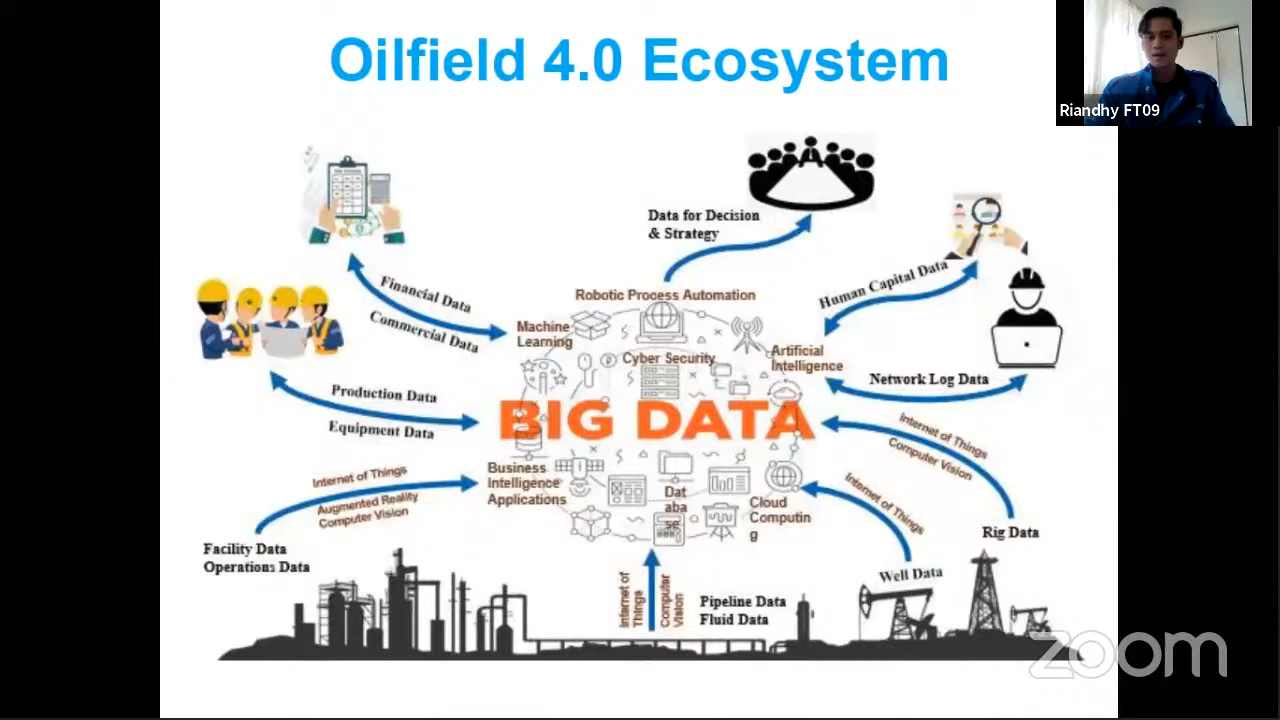 Oilfield 4.0 Ecosystem
Riandhy FT09
Data for Decision
& Strategy
Financial Data
Commercial Data
Human Capital Data
Robotic Process Automation
Machine
Learning
Cyber Security
Artificial
Intelligence
Network Log Data
Production Data
Equipment Data
BIG DATA
Internet of Things
Computer Vision
Internet of Things
Augmented Reality
Computer Vision
Business
Intelligence
Applications
Dat
aba
se
Cloud
Computin
g
Internet of Things
Rig Data
Facility Data
Operations Data
Well Data
Internet of
Things
Computer
Vision
Pipeline Data
Fluid Data
zoom